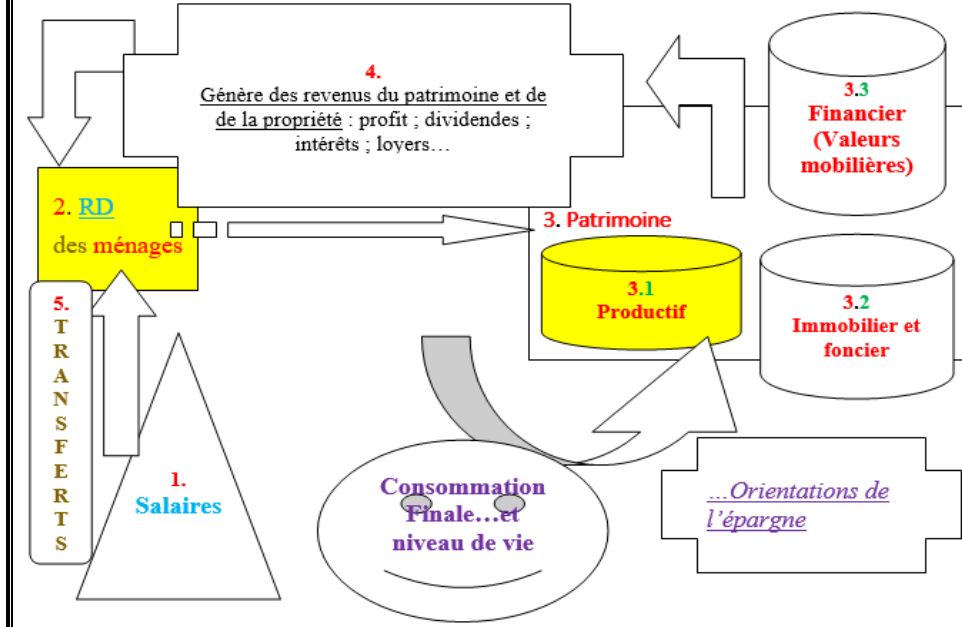 4.
Génère des revenus du patrimoine et de
de la propriété : profit ; dividendes ;
intérêts ; loyers…
3.3
Financier
(Valeurs
mobilières)
2. RD
des ménages
3. Patrimoine
3.1
Productif
3.2
Immobilier et
foncier
5.
T
R
A
N
S
F
E
R
T
S
1.
Salaires
Consommation
Finale…et
niveau de vie
…Orientations de
l’épargne